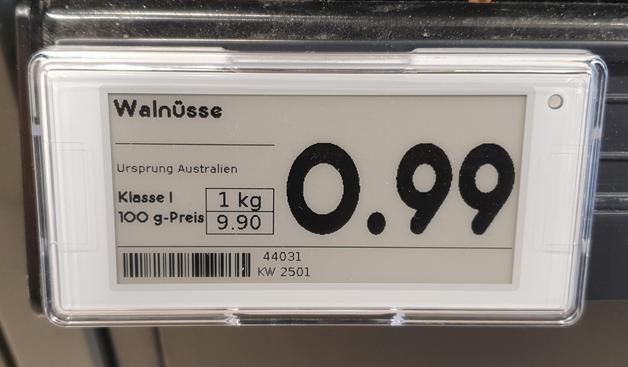 Walnüsse
Ursprung Australien
Klasse I
100 g-Preis
1 kg
9.90
0.99
44031
KW 2501